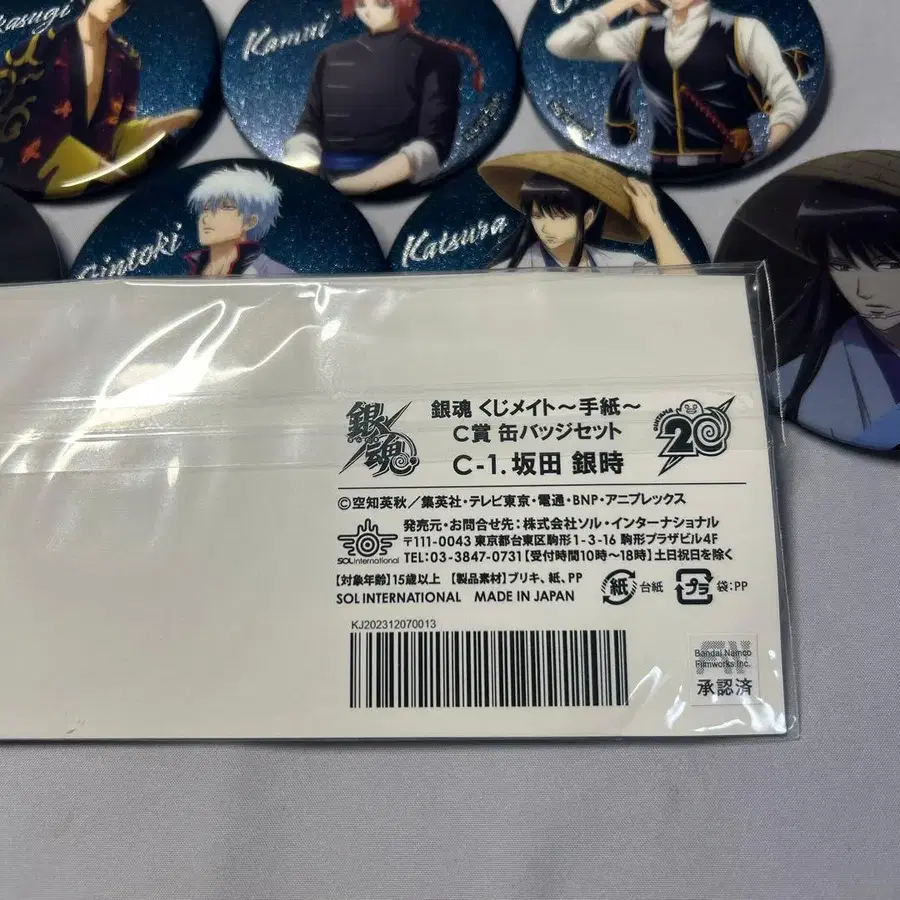 Kamui
Gintoki
Katsura
銀魂
銀魂 くじメイト～手紙～
C賞 缶バッジセット
C-1. 坂田 銀時
GINTAMA
20
©空知英秋／集英社・テレビ東京・電通・BNP・アニプレックス
SOL International
発売元・お問合せ先：株式会社ソル・インターナショナル
〒111-0043 東京都台東区駒形1-3-16 駒形プラザビル4F
TEL:03-3847-0731【受付時間10時～18時】土日祝日を除く
【対象年齢】15歳以上 【製品素材】ブリキ、紙、PP
SOL INTERNATIONAL MADE IN JAPAN
紙 台紙
プラ 袋:PP
KJ202312070013
Bandai Namco
Filmworks Inc.
承認済